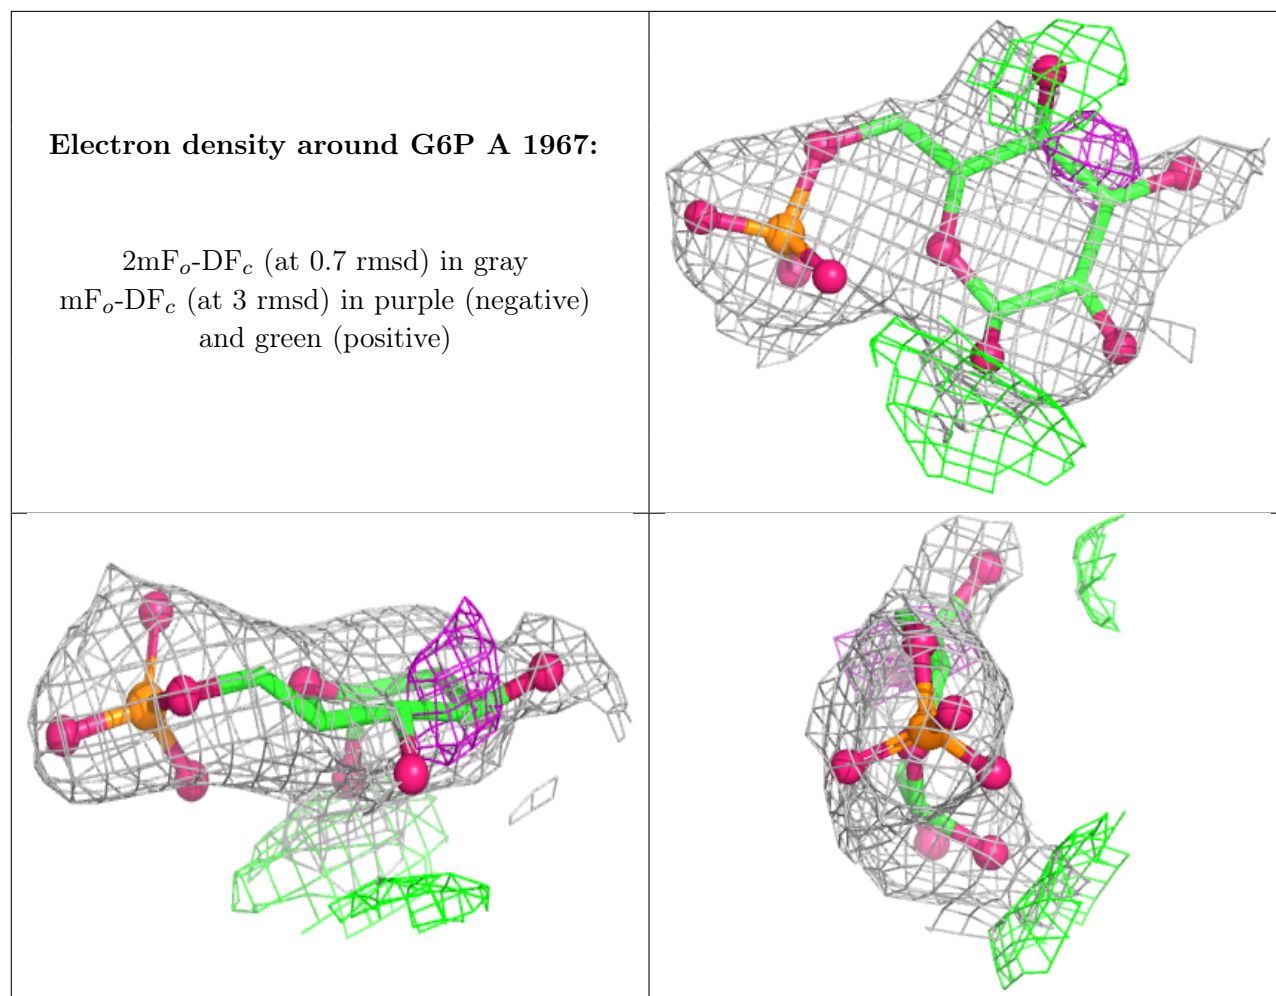 Electron density around G6P A 1967:
2mFo-DFc (at 0.7 rmsd) in gray
mFo-DFc (at 3 rmsd) in purple (negative)
and green (positive)